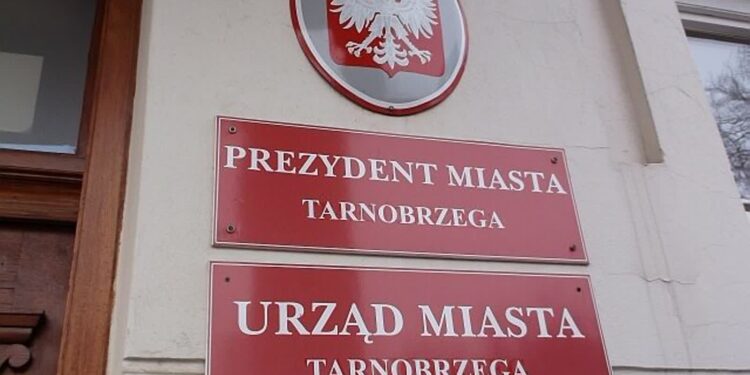 PREZYDENT MIASTA
TARNOBRZEGA
URZĄD MIASTA
TARNOBRZEGA